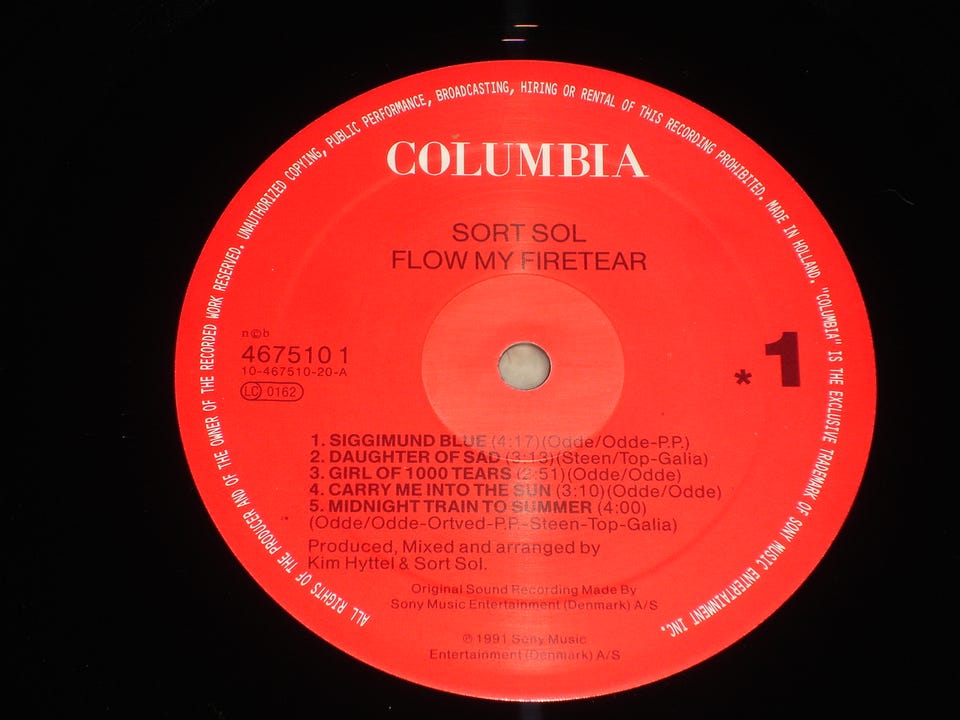 ALL RIGHTS OF THE PRODUCER AND OF THE OWNER OF THE RECORDED WORK RESERVED. UNAUTHORIZED COPYING, PUBLIC PERFORMANCE, BROADCASTING, HIRING OR RENTAL OF THIS RECORDING PROHIBITED. MADE IN HOLLAND. "COLUMBIA" IS THE EXCLUSIVE TRADEMARK OF SONY MUSIC ENTERTAINMENT INC.
COLUMBIA
SORT SOL
FLOW MY FIRETEAR
n©b
467510 1
10-467510-20-A
LC 0162
* 1
1. SIGGIMUND BLUE (4:17)(Odde/Odde-P.P.)
2. DAUGHTER OF SAD (3:13)(Steen/Top-Galia)
3. GIRL OF 1000 TEARS (2:51)(Odde/Odde)
4. CARRY ME INTO THE SUN (3:10)(Odde/Odde)
5. MIDNIGHT TRAIN TO SUMMER (4:00)
(Odde/Odde-Ortved-P.P.-Steen-Top-Galia)
Produced, Mixed and arranged by
Kim Hyttel & Sort Sol.
Original Sound Recording Made By
Sony Music Entertainment (Denmark) A/S
℗ 1991 Sony Music
Entertainment (Denmark) A/S